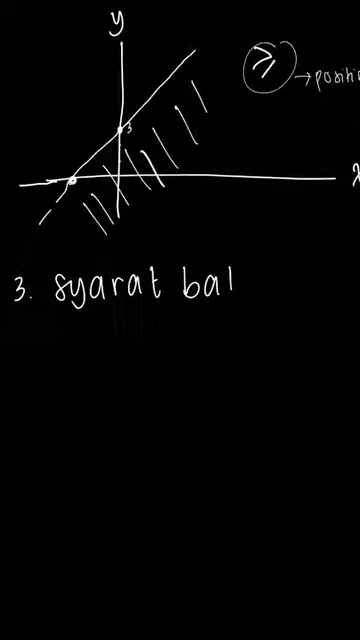 y
≥
→ positi
3
x
3. syarat bal